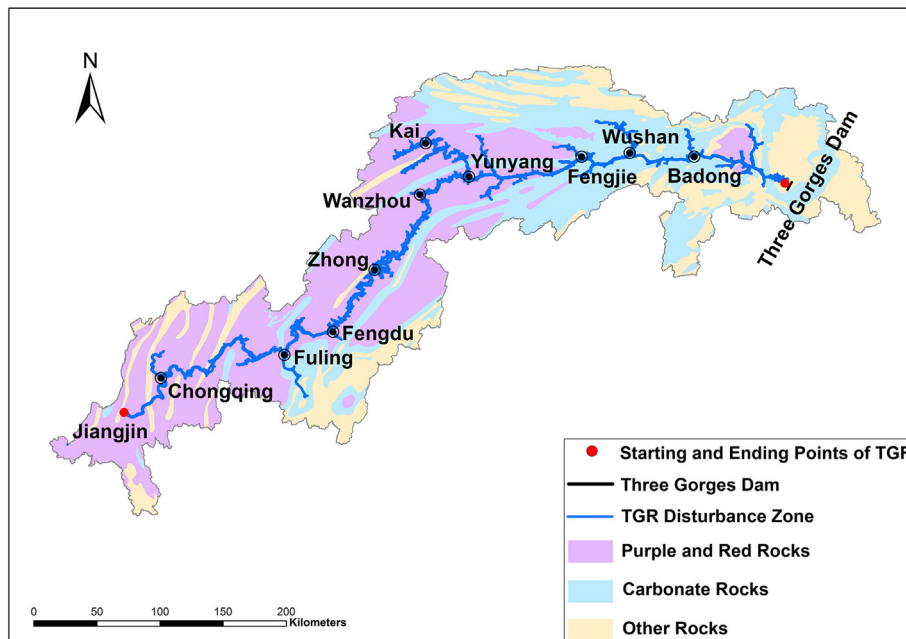 N
Kai
Wushan
Yunyang
Fengjie
Badong
Three Gorges Dam
Wanzhou
Zhong
Fengdu
Fuling
Chongqing
Jiangjin
Starting and Ending Points of TGR
Three Gorges Dam
TGR Disturbance Zone
Purple and Red Rocks
Carbonate Rocks
Other Rocks
0 50 100 150 200
Kilometers